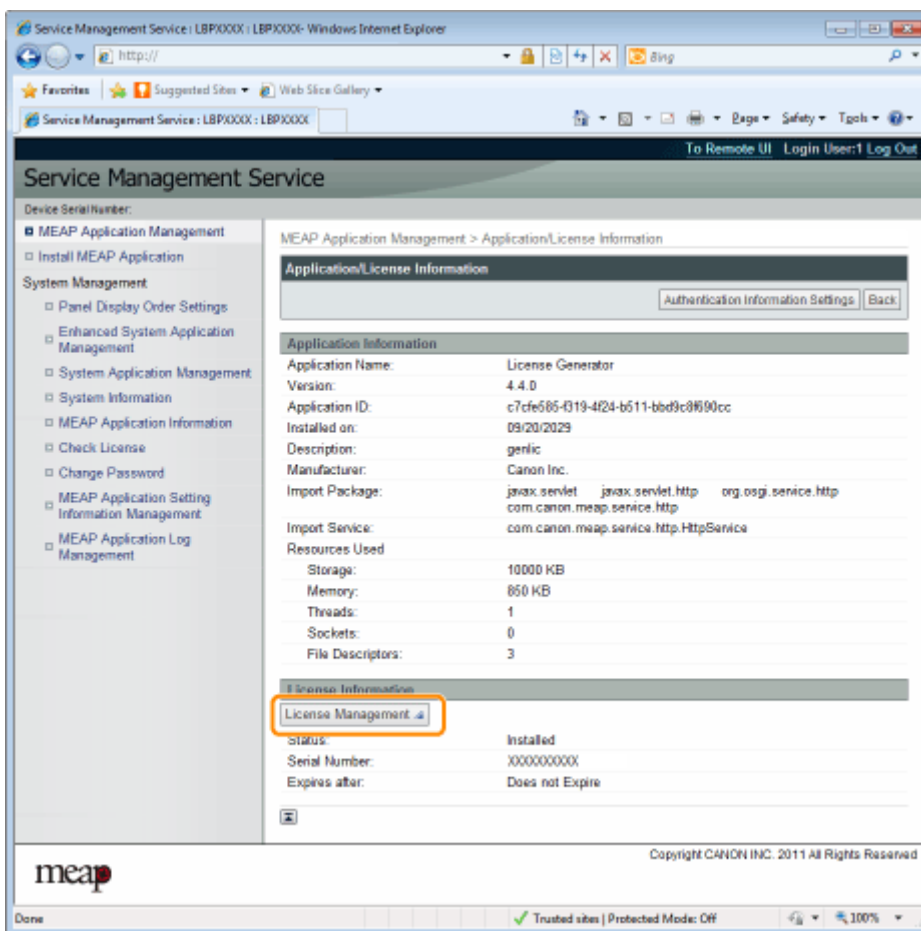 Service Management Service : LBPXXXX : LBPXXXX- Windows Internet Explorer
http://
Bing
Favorites Suggested Sites Web Slice Gallery
Service Management Service : LBPXXXX : LBPXXXX
Page Safety Tools
To Remote UI Login User:1 Log Out
Service Management Service
Device Serial Number:
MEAP Application Management
Install MEAP Application
System Management
Panel Display Order Settings
Enhanced System Application
Management
System Application Management
System Information
MEAP Application Information
Check License
Change Password
MEAP Application Setting
Information Management
MEAP Application Log
Management
MEAP Application Management > Application/License Information
Application/License Information
Authentication Information Settings Back
Application Information
Application Name: License Generator
Version: 4.4.0
Application ID: c7cfe585-f319-4f24-b511-bbd9c8f690cc
Installed on: 09/20/2029
Description: genlic
Manufacturer: Canon Inc.
Import Package: javax.servlet javax.servlet.http org.osgi.service.http
com.canon.meap.service.http
Import Service: com.canon.meap.service.http.HttpService
Resources Used
Storage: 10000 KB
Memory: 850 KB
Threads: 1
Sockets: 0
File Descriptors: 3
License Information
License Management
Status: Installed
Serial Number: XXXXXXXXXX
Expires after: Does not Expire
Copyright CANON INC. 2011 All Rights Reserved
meap
Done Trusted sites | Protected Mode: Off 100%